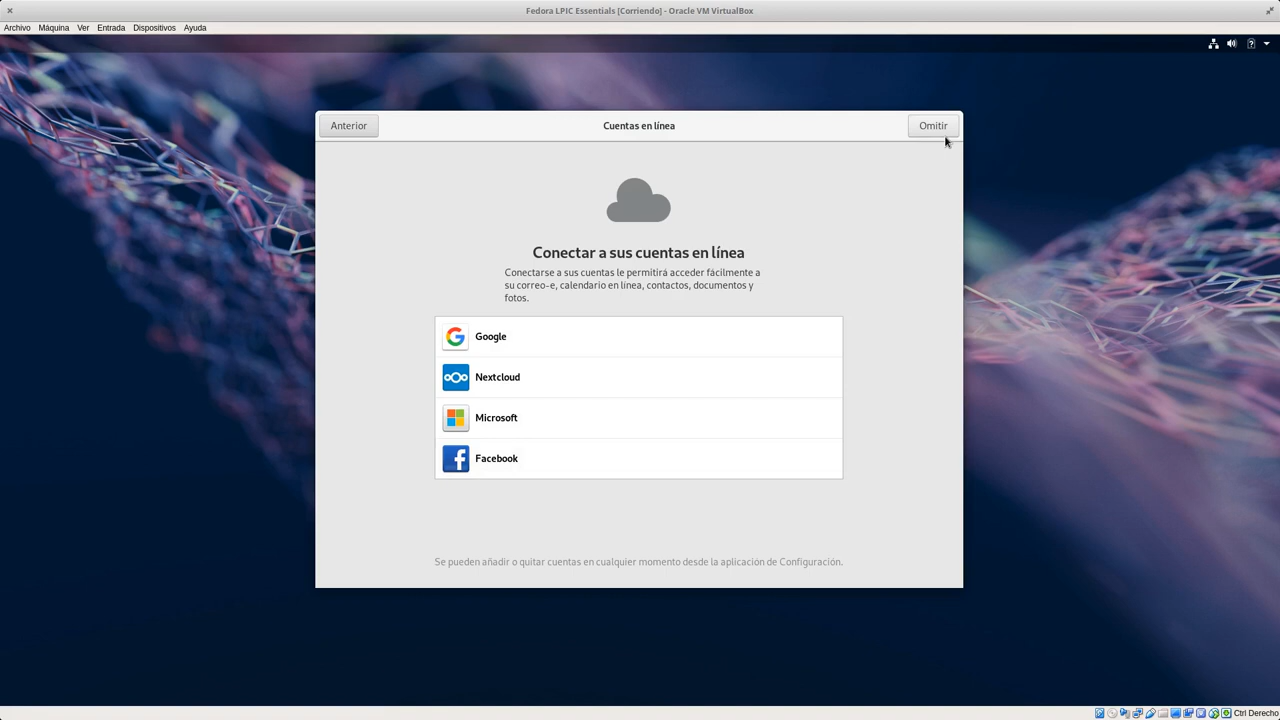 Fedora LPIC Essentials [Corriendo] - Oracle VM VirtualBox
Archivo Máquina Ver Entrada Dispositivos Ayuda
Anterior
Cuentas en línea
Omitir
Conectar a sus cuentas en línea
Conectarse a sus cuentas le permitirá acceder fácilmente a
su correo-e, calendario en línea, contactos, documentos y
fotos.
Google
Nextcloud
Microsoft
Facebook
Se pueden añadir o quitar cuentas en cualquier momento desde la aplicación de Configuración.
Ctrl Derecho